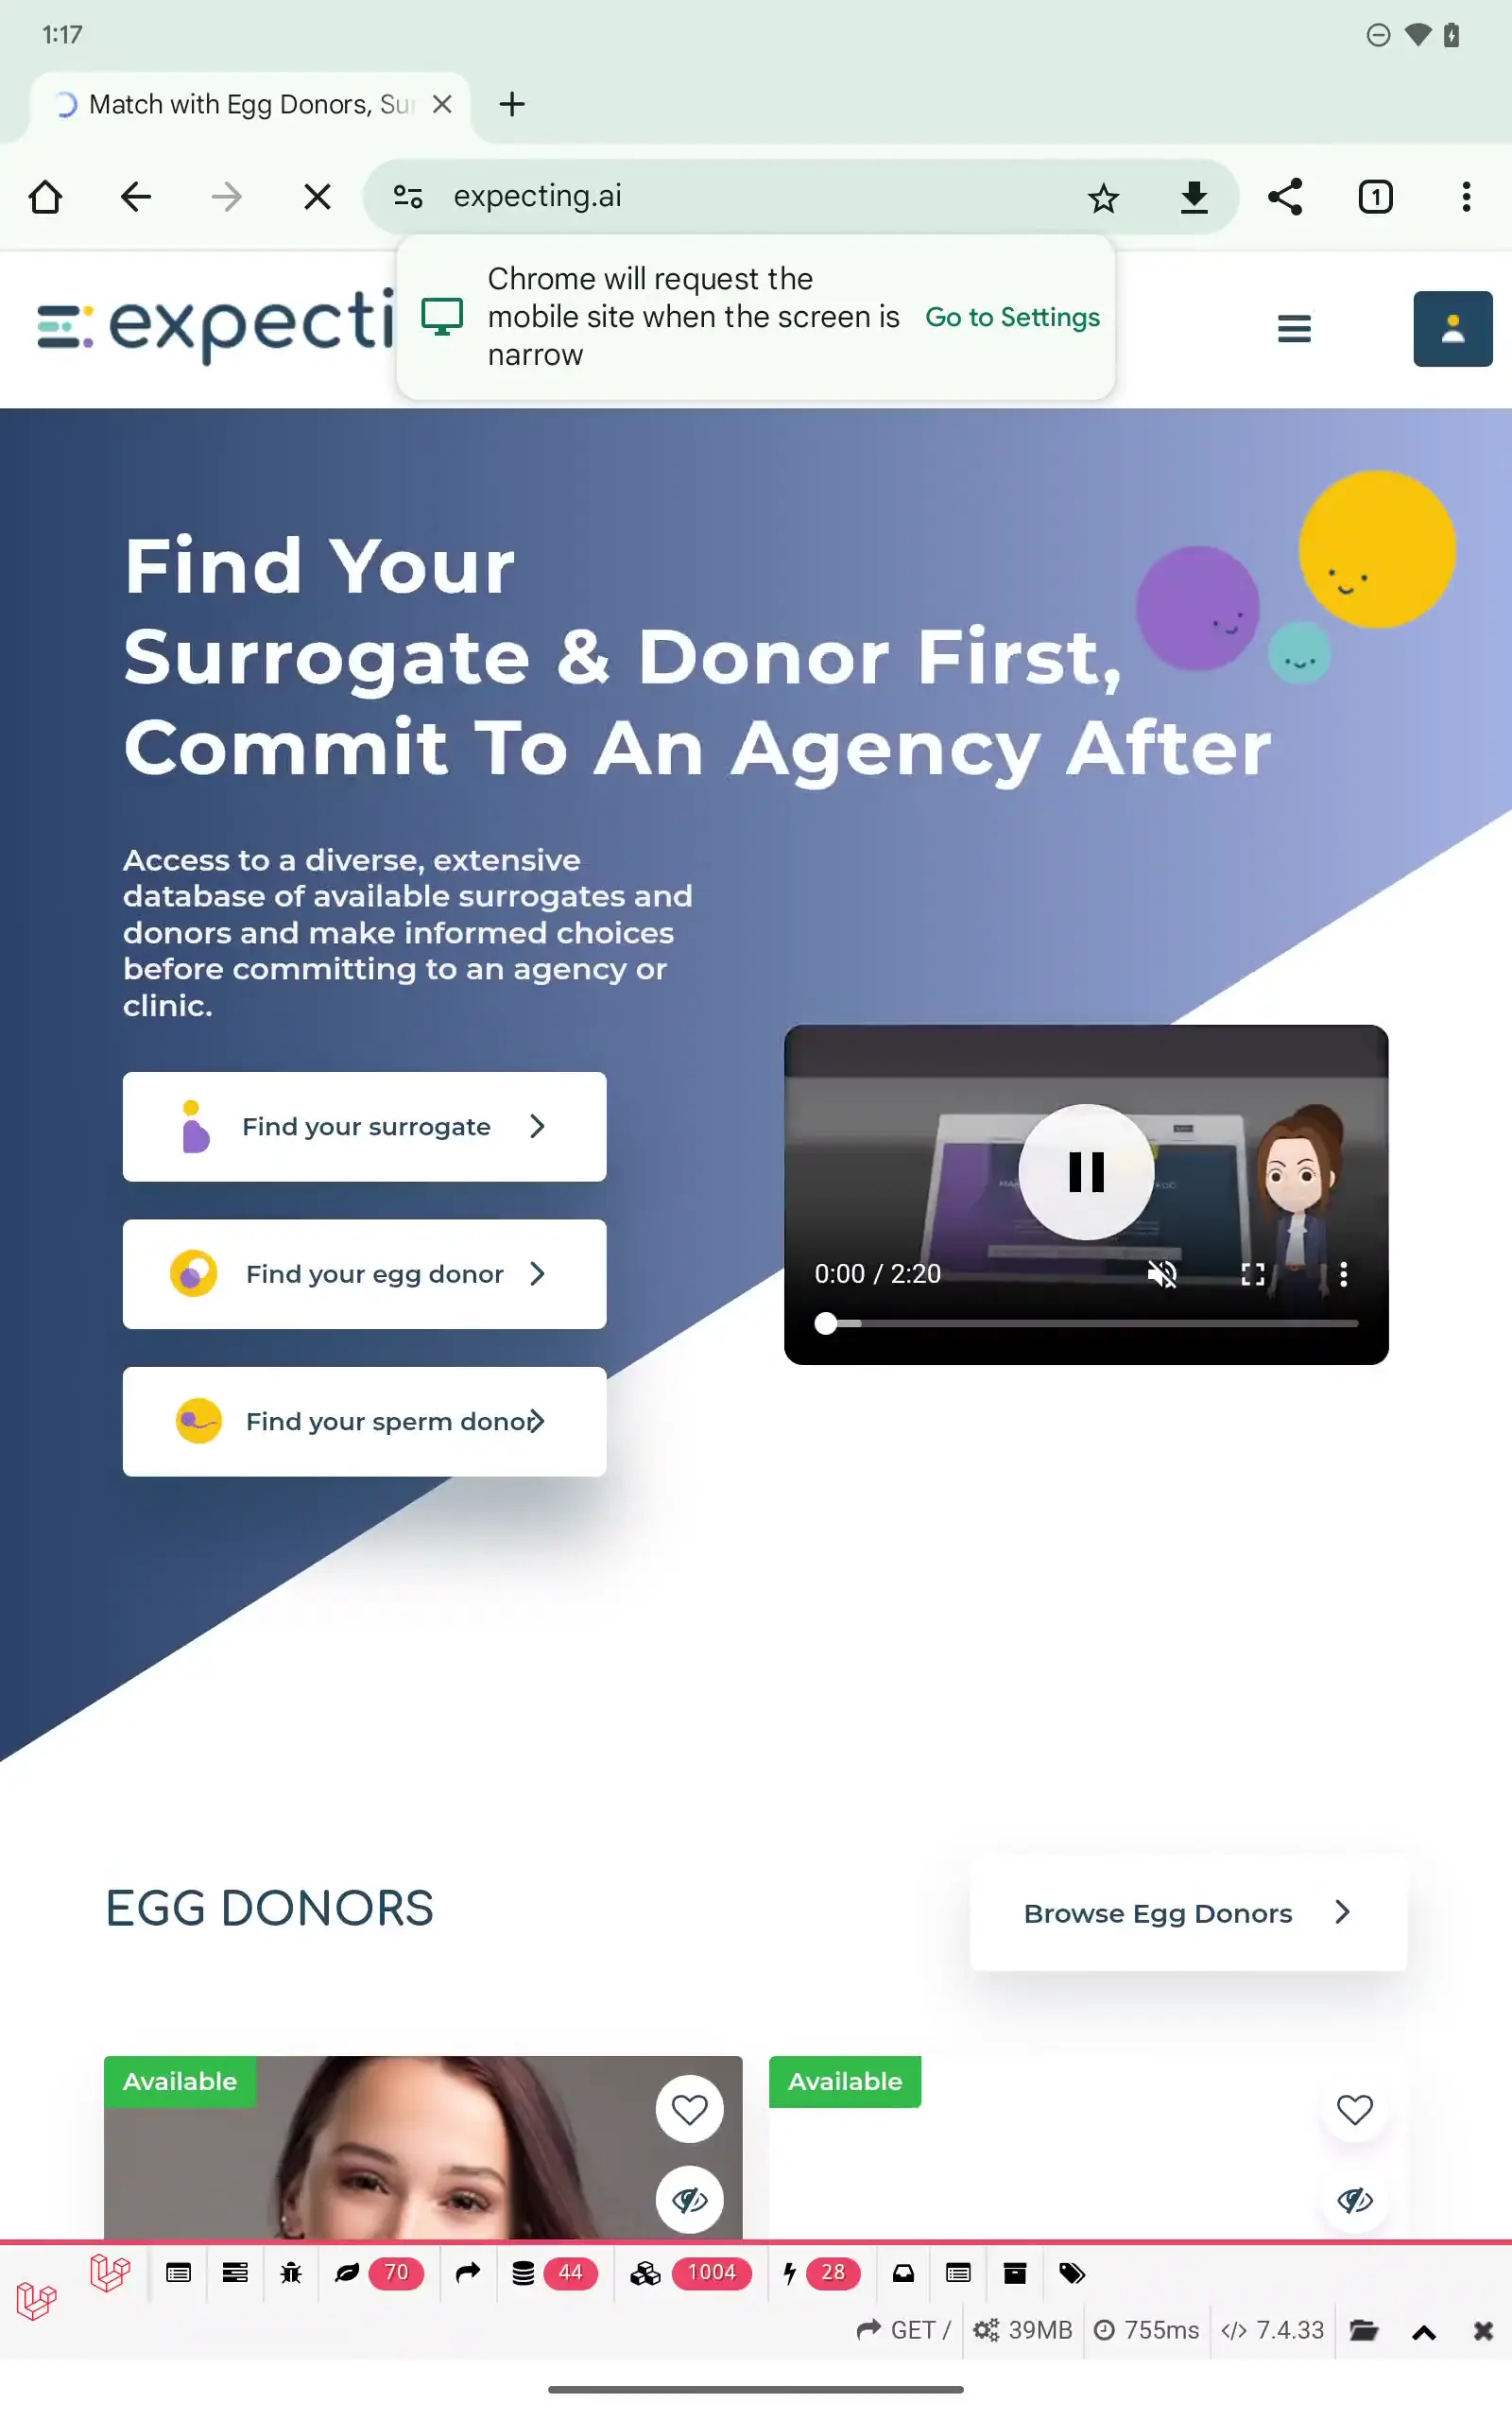 1:17
Match with Egg Donors, Su
expecting.ai
1
Chrome will request the
mobile site when the screen is
narrow
Go to Settings
expecti
Find Your
Surrogate & Donor First,
Commit To An Agency After
Access to a diverse, extensive
database of available surrogates and
donors and make informed choices
before committing to an agency or
clinic.
Find your surrogate
Find your egg donor
Find your sperm donor
0:00 / 2:20
EGG DONORS
Browse Egg Donors
Available
Available
70
44
1004
28
GET /
39MB
755ms
7.4.33